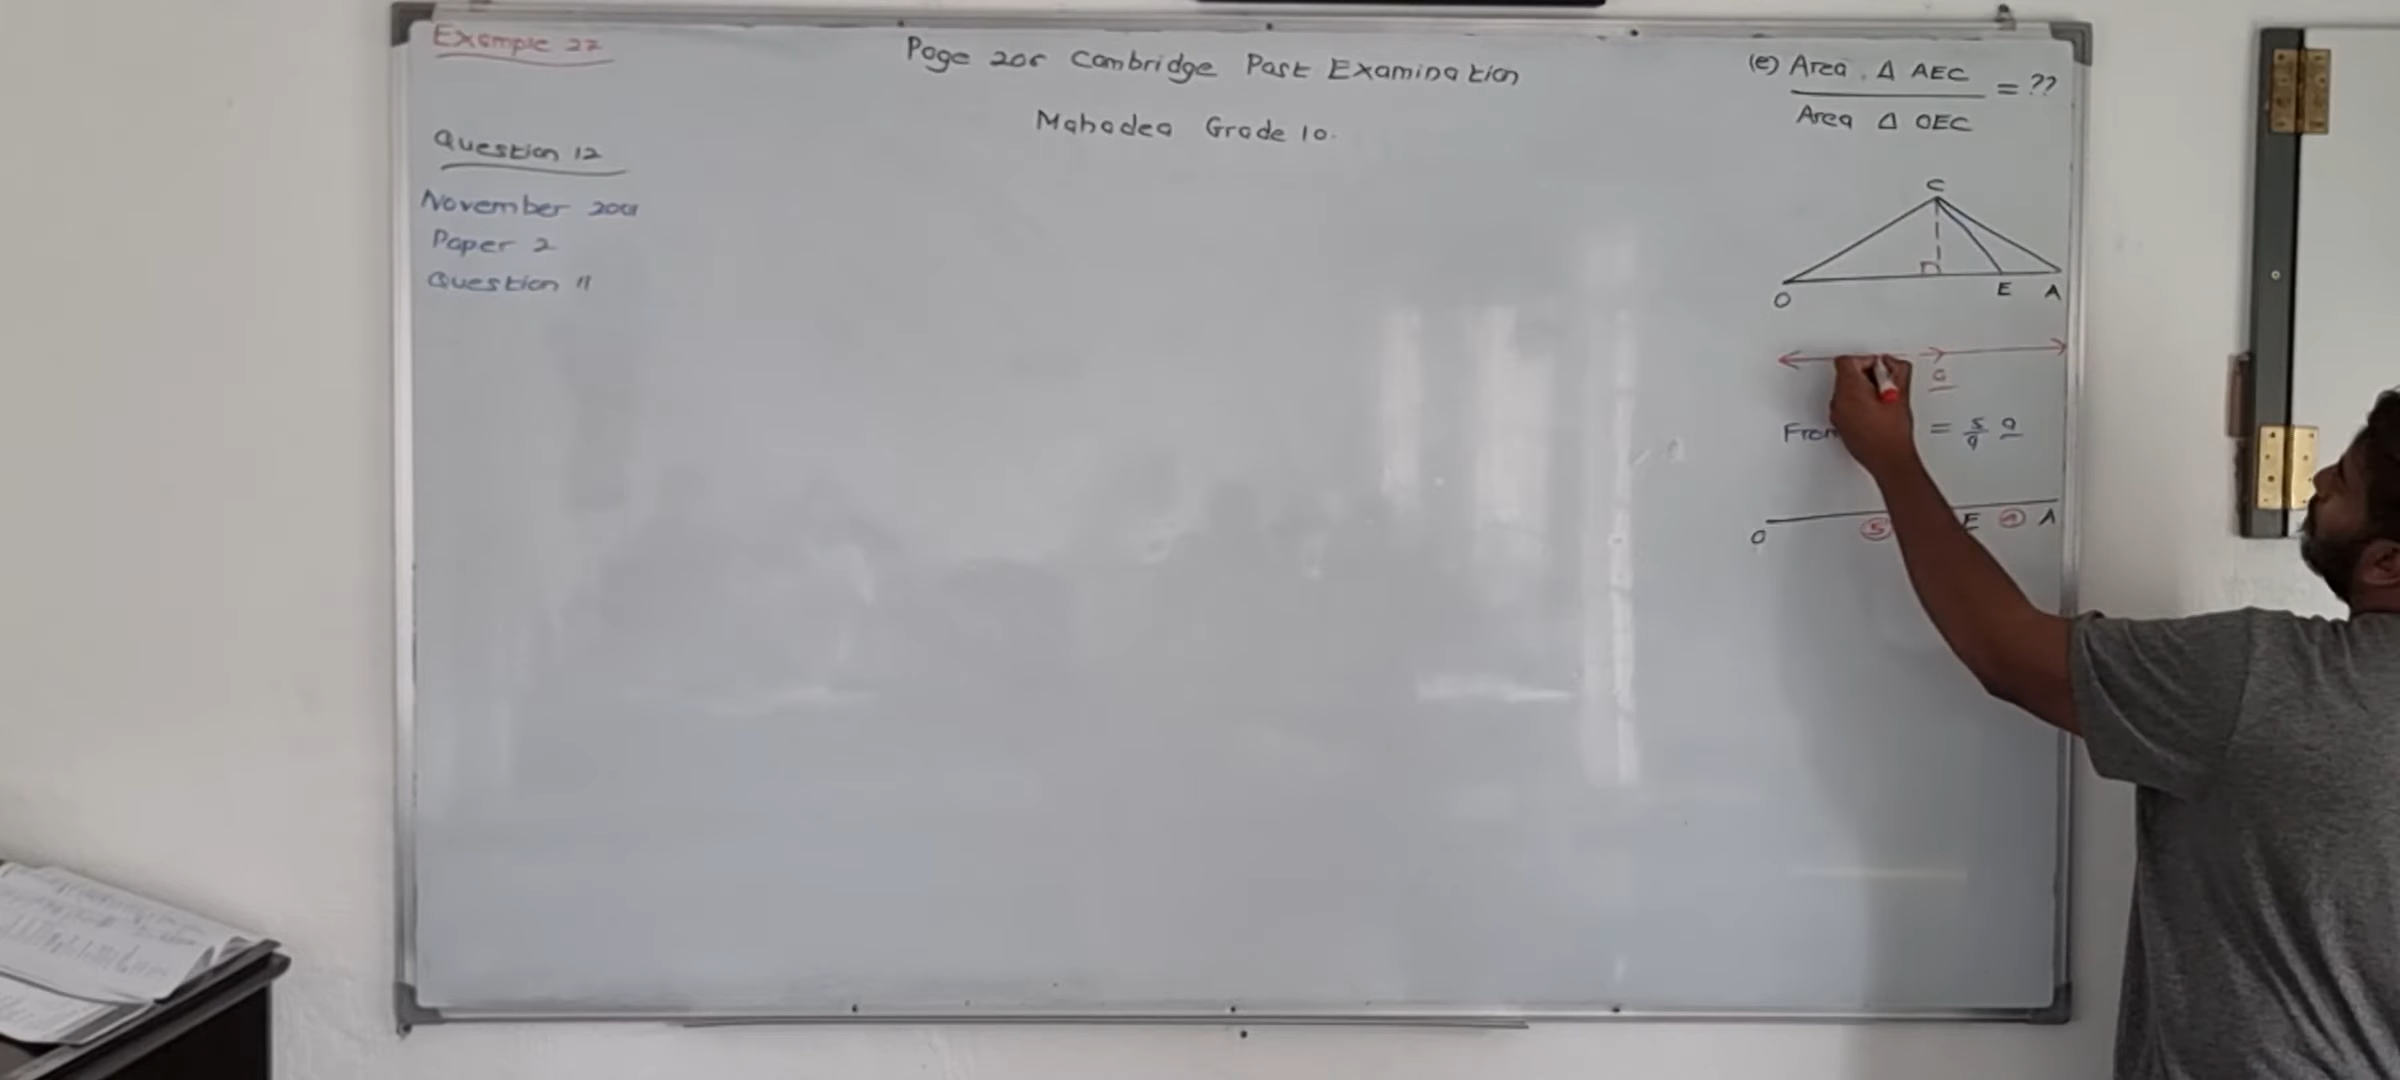 Example 27
Page 206 Cambridge Past Examination
Mahadea Grade 10.
Question 12
November 2001
Paper 2
Question 11
(e) Area Δ AEC = ??
Area Δ OEC
C
O E A
a
= 5/9 a
O 5 E A